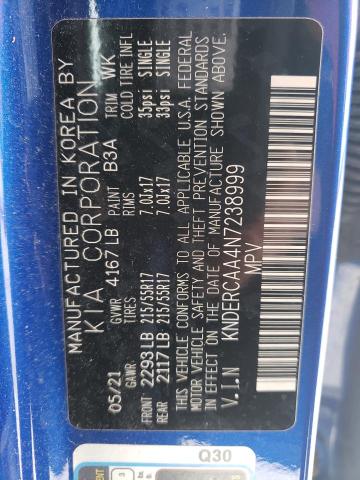 MANUFACTURED IN KOREA BY
KIA CORPORATION
05/21 GVWR 4167 LB PAINT B3A TRIM WK
GAWR TIRES COLD TIRE INFL
FRONT 2293 LB 215/55R17 7.0JX17 35psi SINGLE
REAR 2117 LB 215/55R17 7.0JX17 33psi SINGLE
THIS VEHICLE CONFORMS TO ALL APPLICABLE U.S.A. FEDERAL
MOTOR VEHICLE SAFETY AND THEFT PREVENTION STANDARDS
IN EFFECT ON THE DATE OF MANUFACTURE SHOWN ABOVE.
V.I.N KNDERCAA4N7238999
MPV
Q30